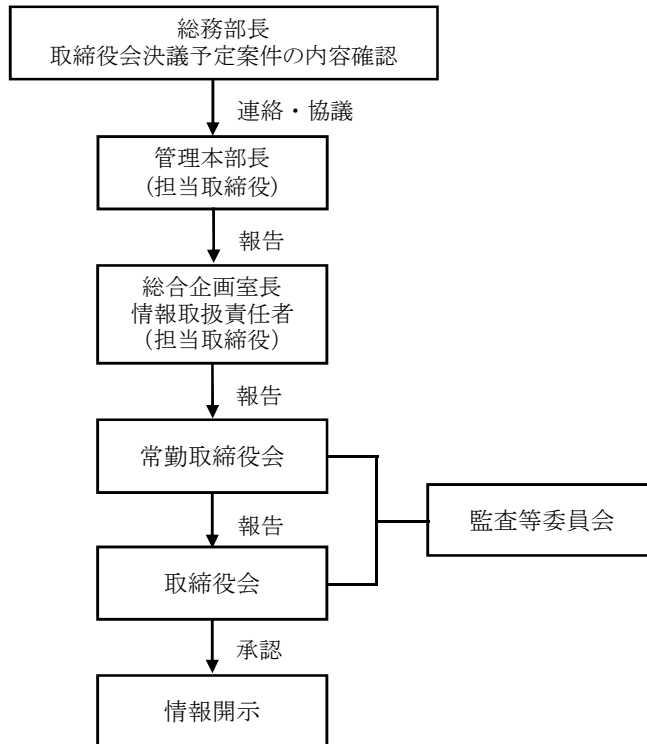 総務部長
取締役会決議予定案件の内容確認
連絡・協議
管理本部長
(担当取締役)
報告
総合企画室長
情報取扱責任者
(担当取締役)
報告
常勤取締役会
報告
監査等委員会
取締役会
承認
情報開示